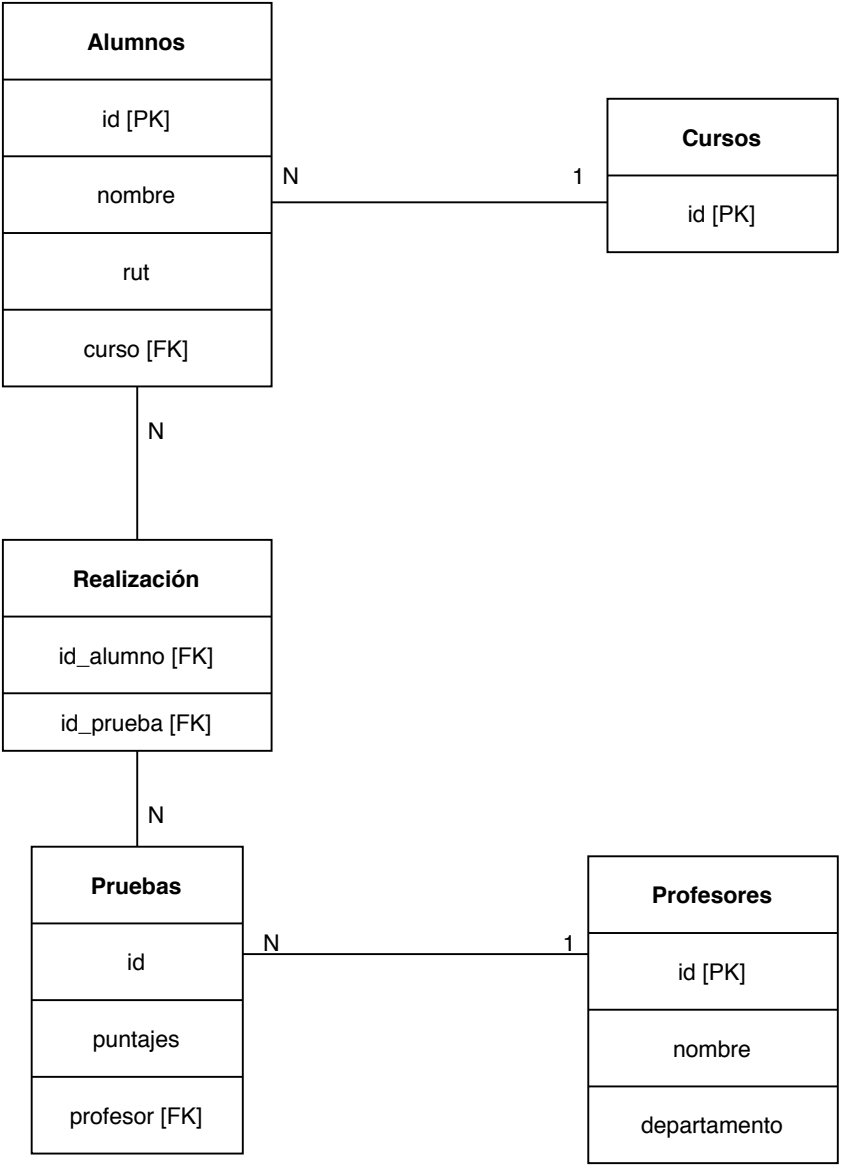 Alumnos
id [PK]
nombre
rut
curso [FK]
N
1
Cursos
id [PK]
N
Realización
id_alumno [FK]
id_prueba [FK]
N
Pruebas
id
puntajes
profesor [FK]
N
1
Profesores
id [PK]
nombre
departamento